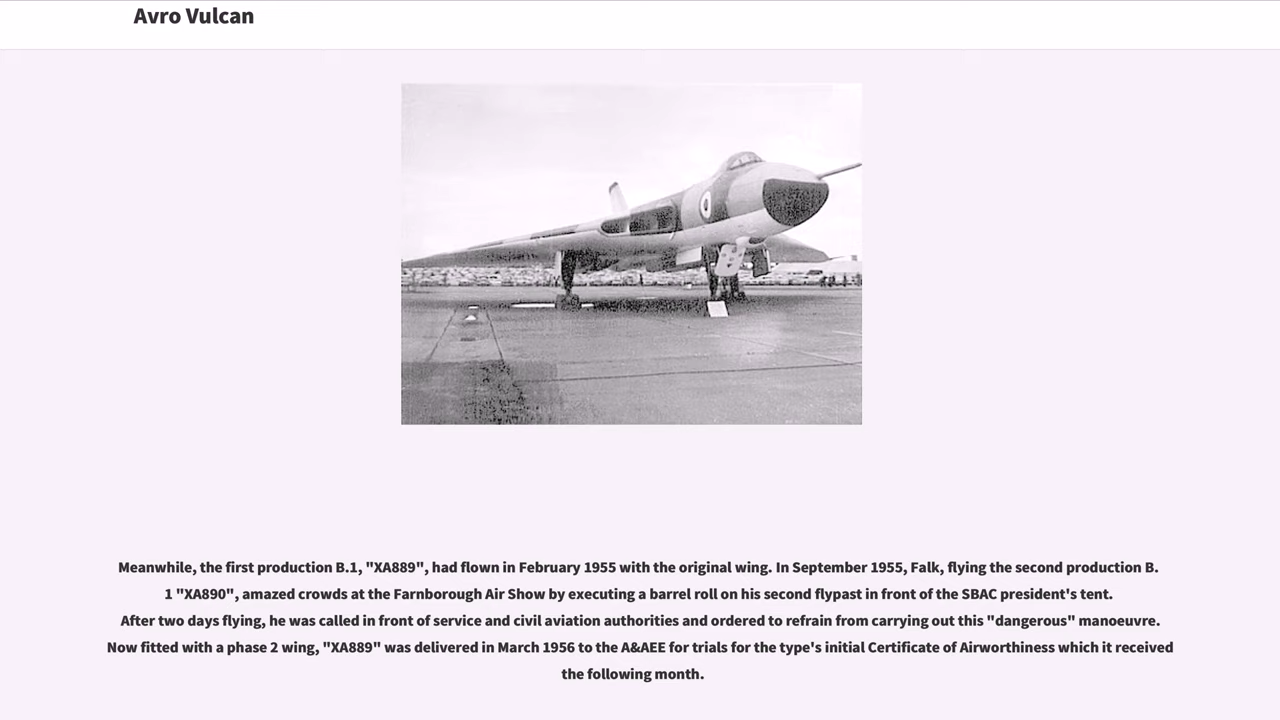 Avro Vulcan
Meanwhile, the first production B.1, "XA889", had flown in February 1955 with the original wing. In September 1955, Falk, flying the second production B.
1 "XA890", amazed crowds at the Farnborough Air Show by executing a barrel roll on his second flypast in front of the SBAC president's tent.
After two days flying, he was called in front of service and civil aviation authorities and ordered to refrain from carrying out this "dangerous" manoeuvre.
Now fitted with a phase 2 wing, "XA889" was delivered in March 1956 to the A&AEE for trials for the type's initial Certificate of Airworthiness which it received
the following month.